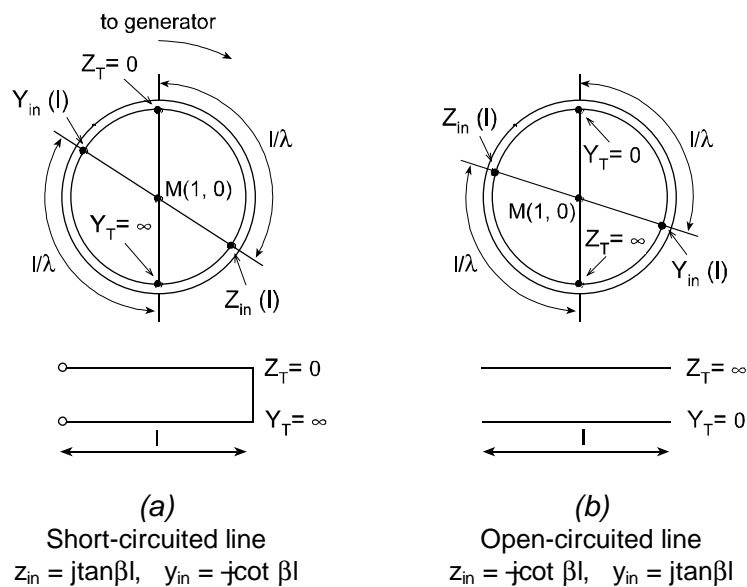 to generator
Z_T = 0
Y_in (l)
l/λ
M(1, 0)
Y_T = ∞
l/λ
Z_in (l)
Z_T = 0
Y_T = ∞
l
(a)
Short-circuited line
z_in = jtanβl, y_in = -jcot βl
Z_in (l)
l/λ
Y_T = 0
M(1, 0)
Z_T = ∞
l/λ
Y_in (l)
Z_T = ∞
Y_T = 0
l
(b)
Open-circuited line
z_in = -jcot βl, y_in = jtanβl